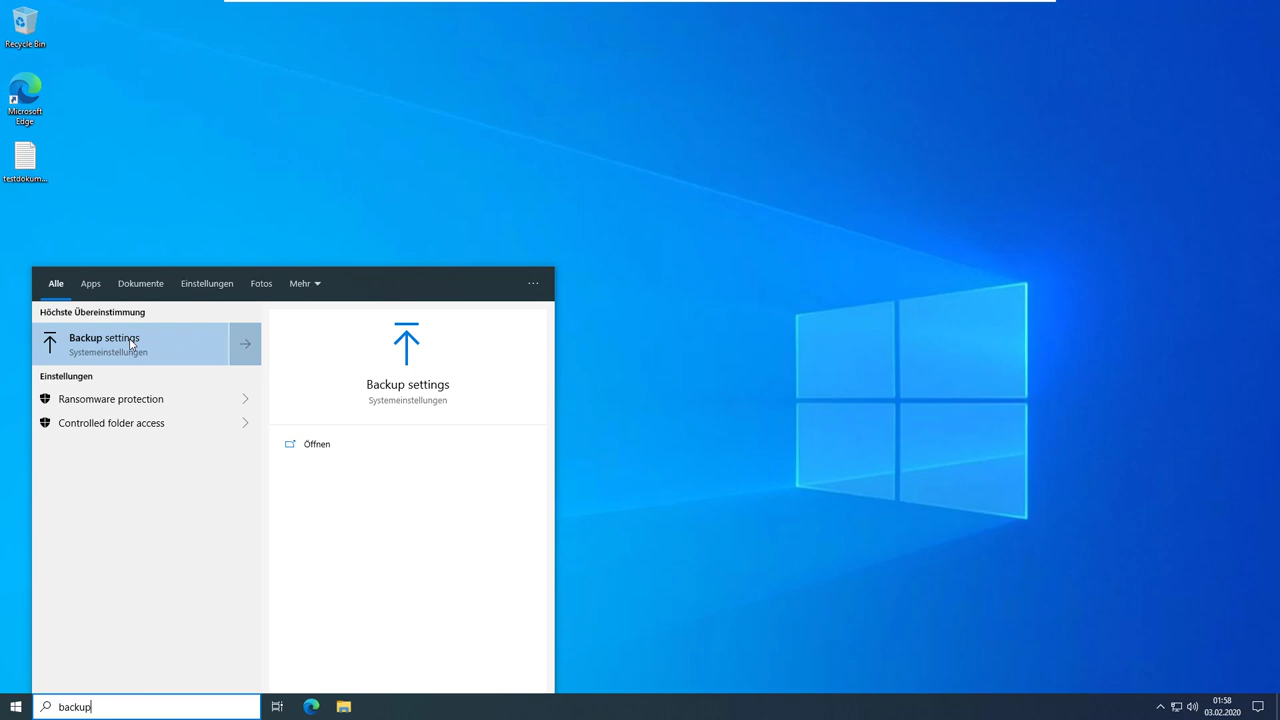 Recycle Bin
Microsoft
Edge
testdokum...
Alle
Apps
Dokumente
Einstellungen
Fotos
Mehr
Höchste Übereinstimmung
Backup settings
Systemeinstellungen
Einstellungen
Ransomware protection
Controlled folder access
Backup settings
Systemeinstellungen
Öffnen
backup
01:58
03.02.2020